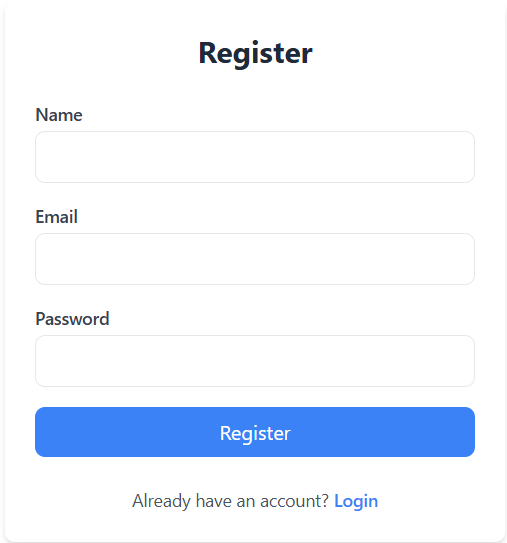 Register
Name
Email
Password
Register
Already have an account? Login